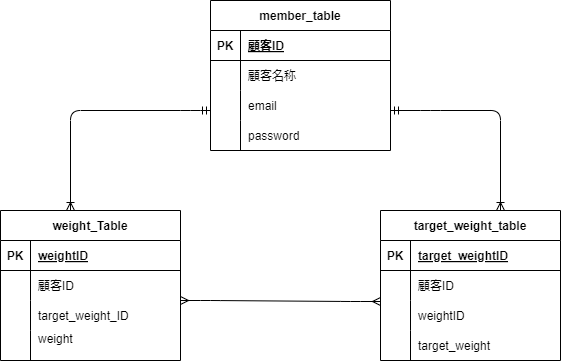 member_table
PK 顧客ID
顧客名称
email
password
weight_Table
PK weightID
顧客ID
target_weight_ID
weight
target_weight_table
PK target_weightID
顧客ID
weightID
target_weight